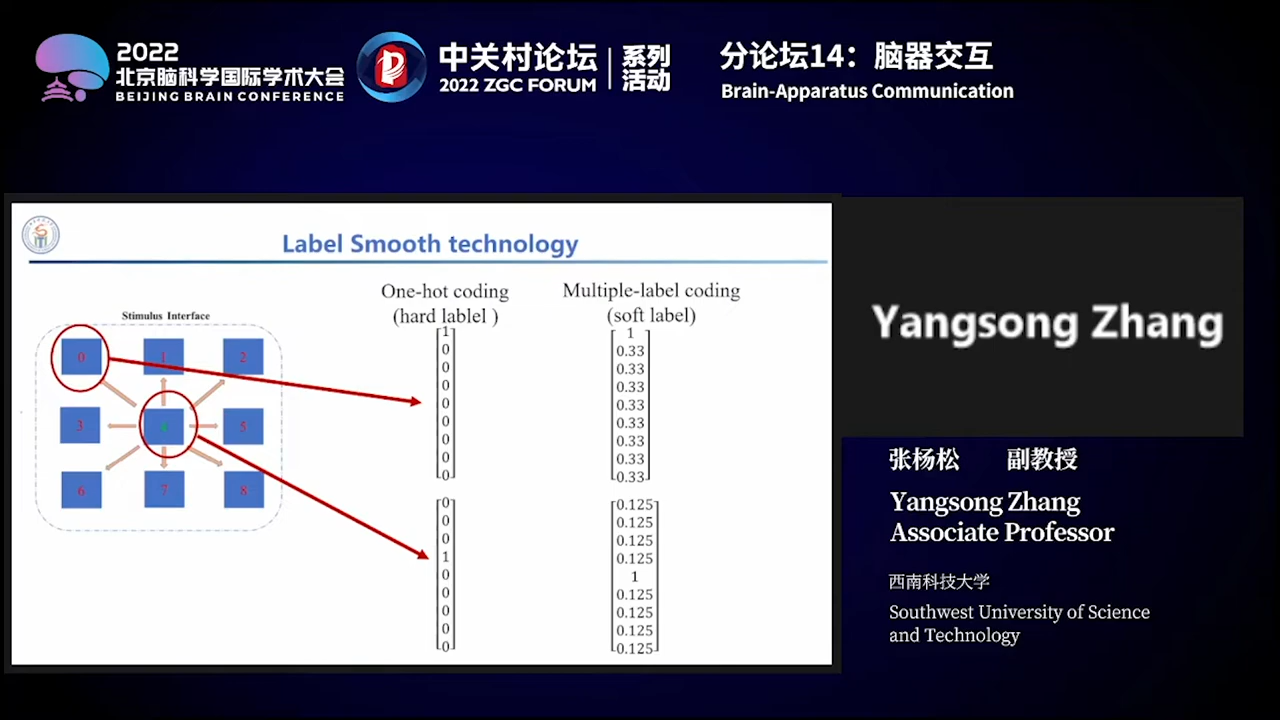 2022
北京脑科学国际学术大会
BEIJING BRAIN CONFERENCE
中关村论坛
2022 ZGC FORUM
系列
活动
分论坛14：脑器交互
Brain-Apparatus Communication
Label Smooth technology
Stimulus Interface
0 1 2
3 4 5
6 7 8
One-hot coding
(hard lablel )
1
0
0
0
0
0
0
0
0
0
0
0
1
0
0
0
0
0
Multiple-label coding
(soft label)
1
0.33
0.33
0.33
0.33
0.33
0.33
0.33
0.33
0.125
0.125
0.125
0.125
1
0.125
0.125
0.125
0.125
Yangsong Zhang
张杨松 副教授
Yangsong Zhang
Associate Professor
西南科技大学
Southwest University of Science
and Technology